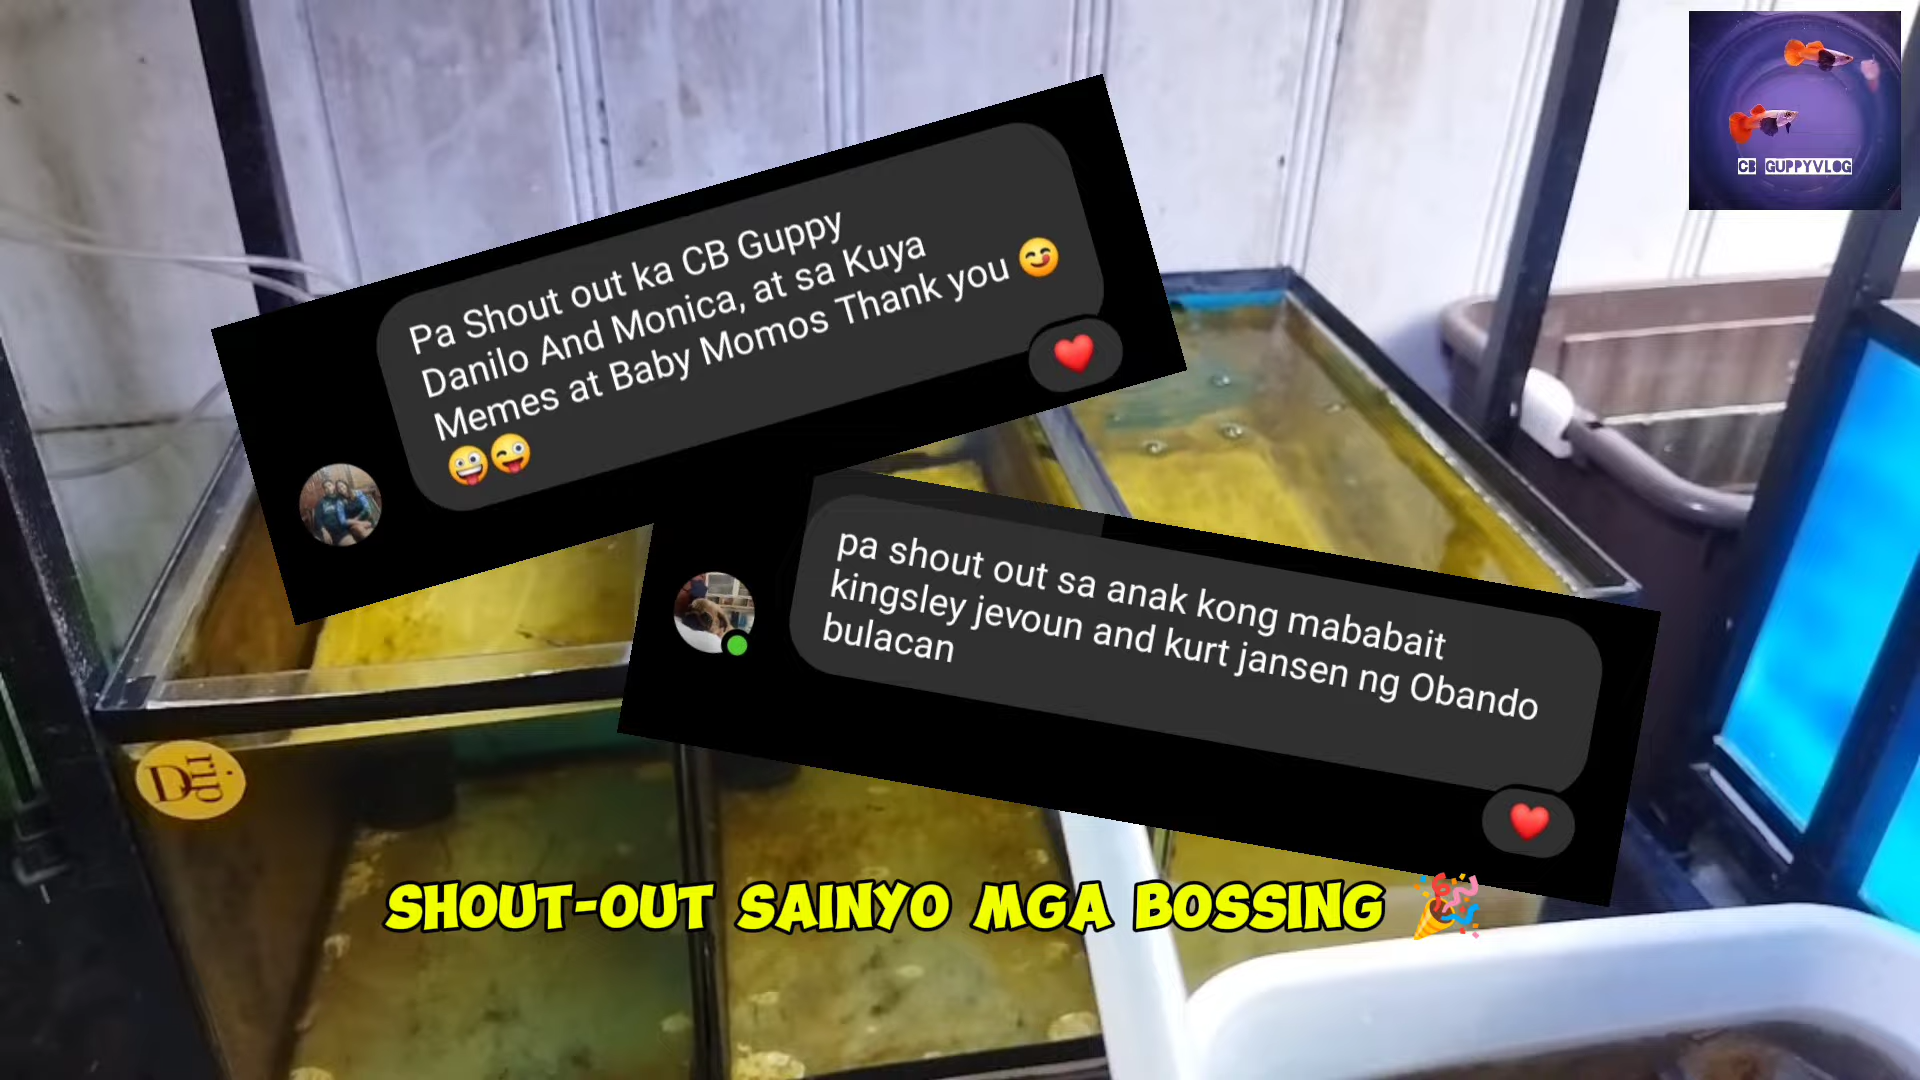 CB GUPPYVLOG
Pa Shout out ka CB Guppy
Danilo And Monica, at sa Kuya
Memes at Baby Momos Thank you 😋
🤪😜
pa shout out sa anak kong mababait
kingsley jevoun and kurt jansen ng Obando
bulacan
SHOUT-OUT SAINYO MGA BOSSING 🎉